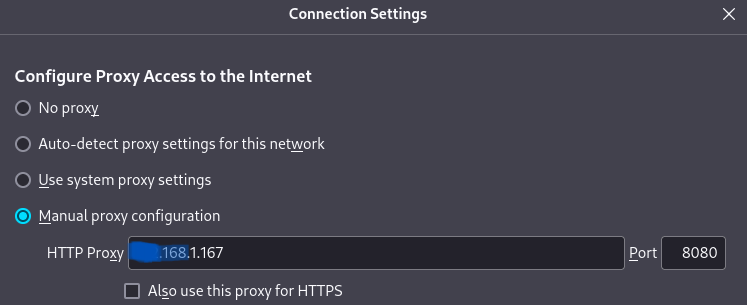 Connection Settings
Configure Proxy Access to the Internet
No proxy
Auto-detect proxy settings for this network
Use system proxy settings
Manual proxy configuration
HTTP Proxy .168.1.167 Port 8080
Also use this proxy for HTTPS